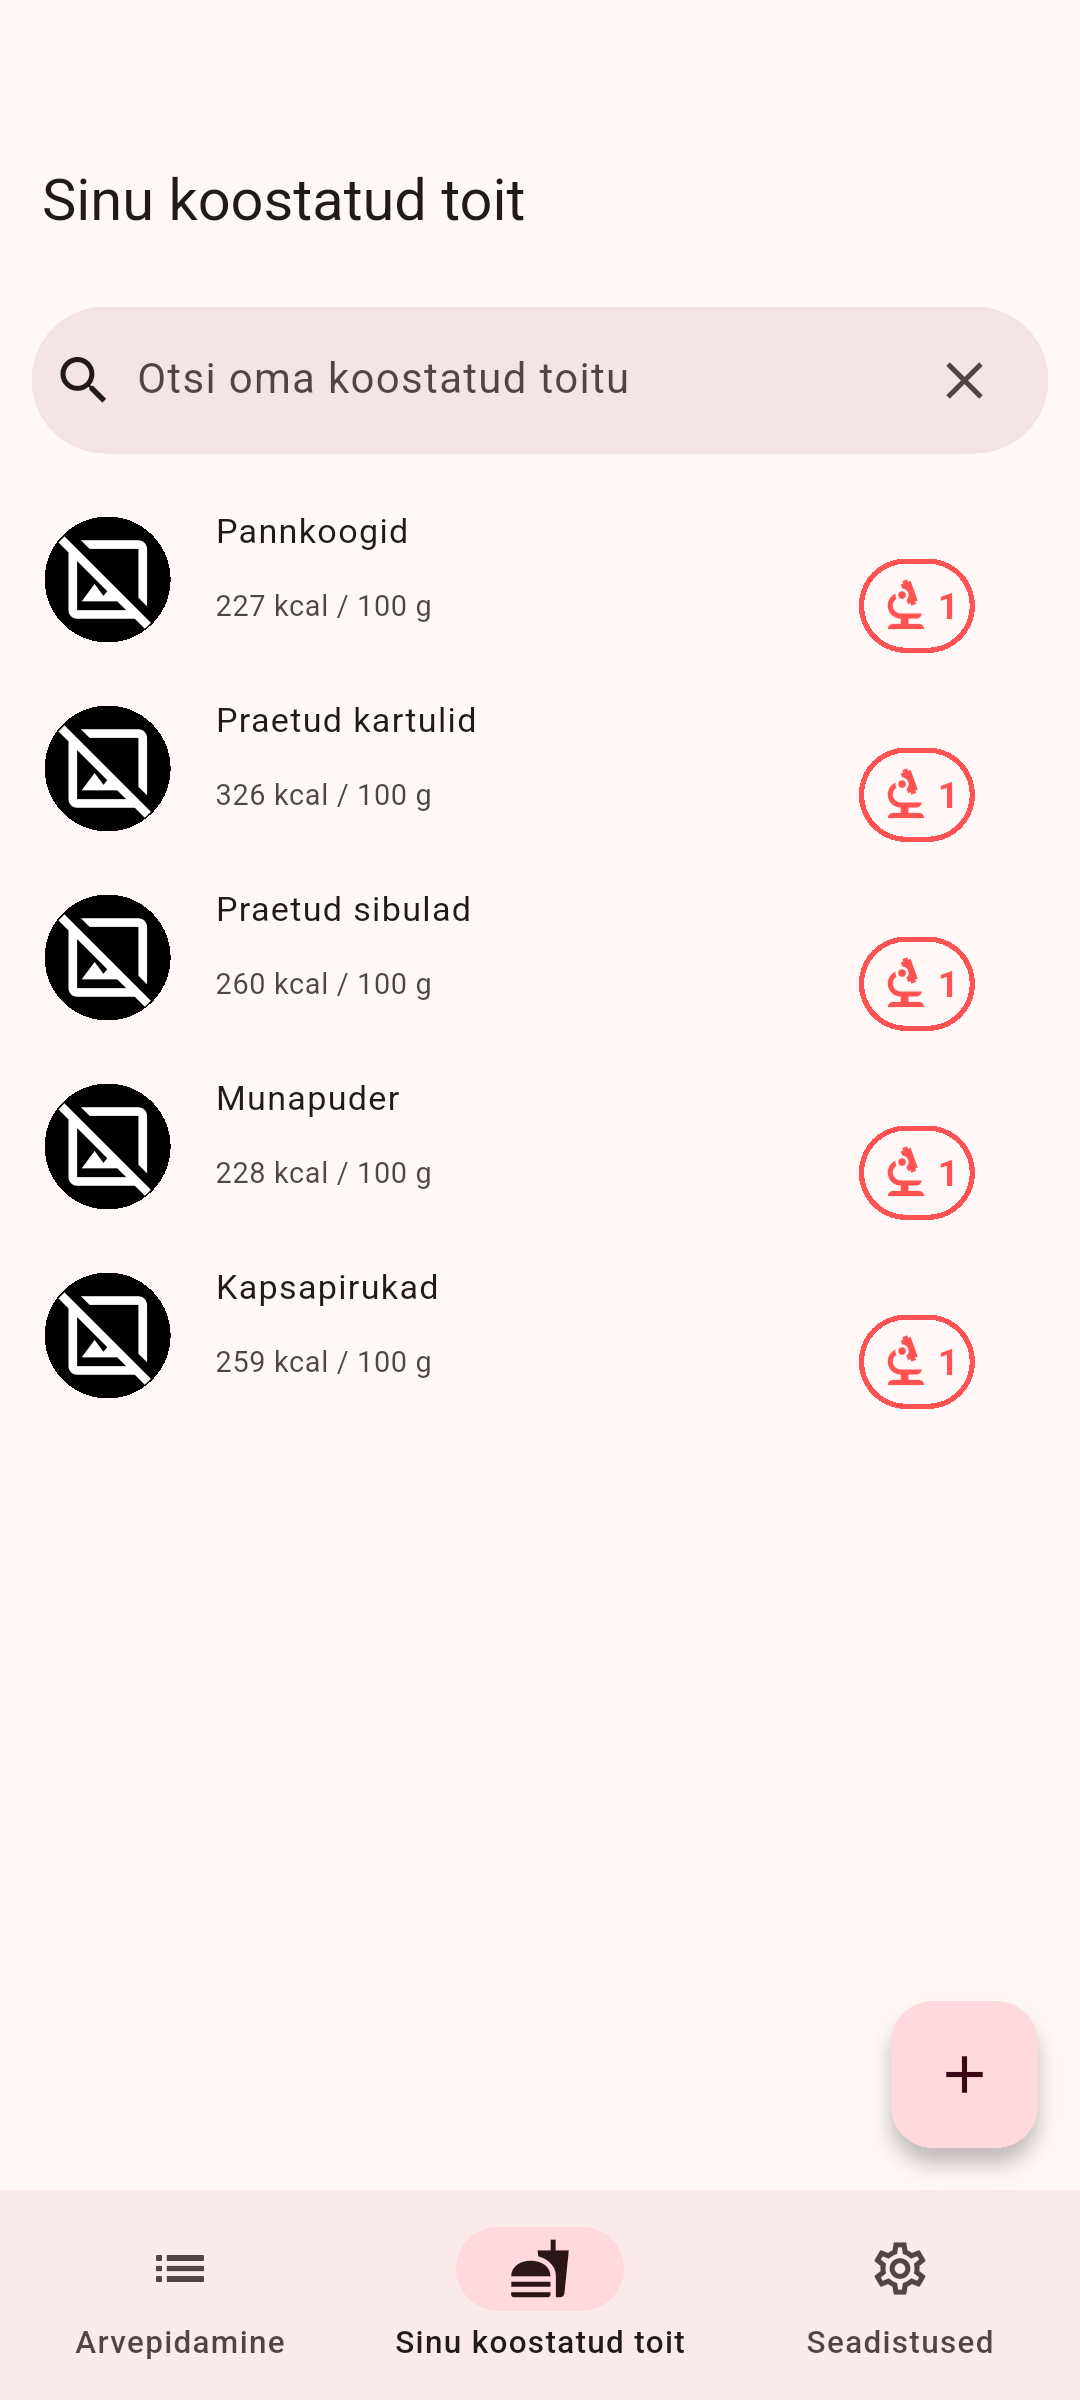 Sinu koostatud toit
Otsi oma koostatud toitu
Pannkoogid
227 kcal / 100 g
1
Praetud kartulid
326 kcal / 100 g
1
Praetud sibulad
260 kcal / 100 g
1
Munapuder
228 kcal / 100 g
1
Kapsapirukad
259 kcal / 100 g
1
Arvepidamine
Sinu koostatud toit
Seadistused